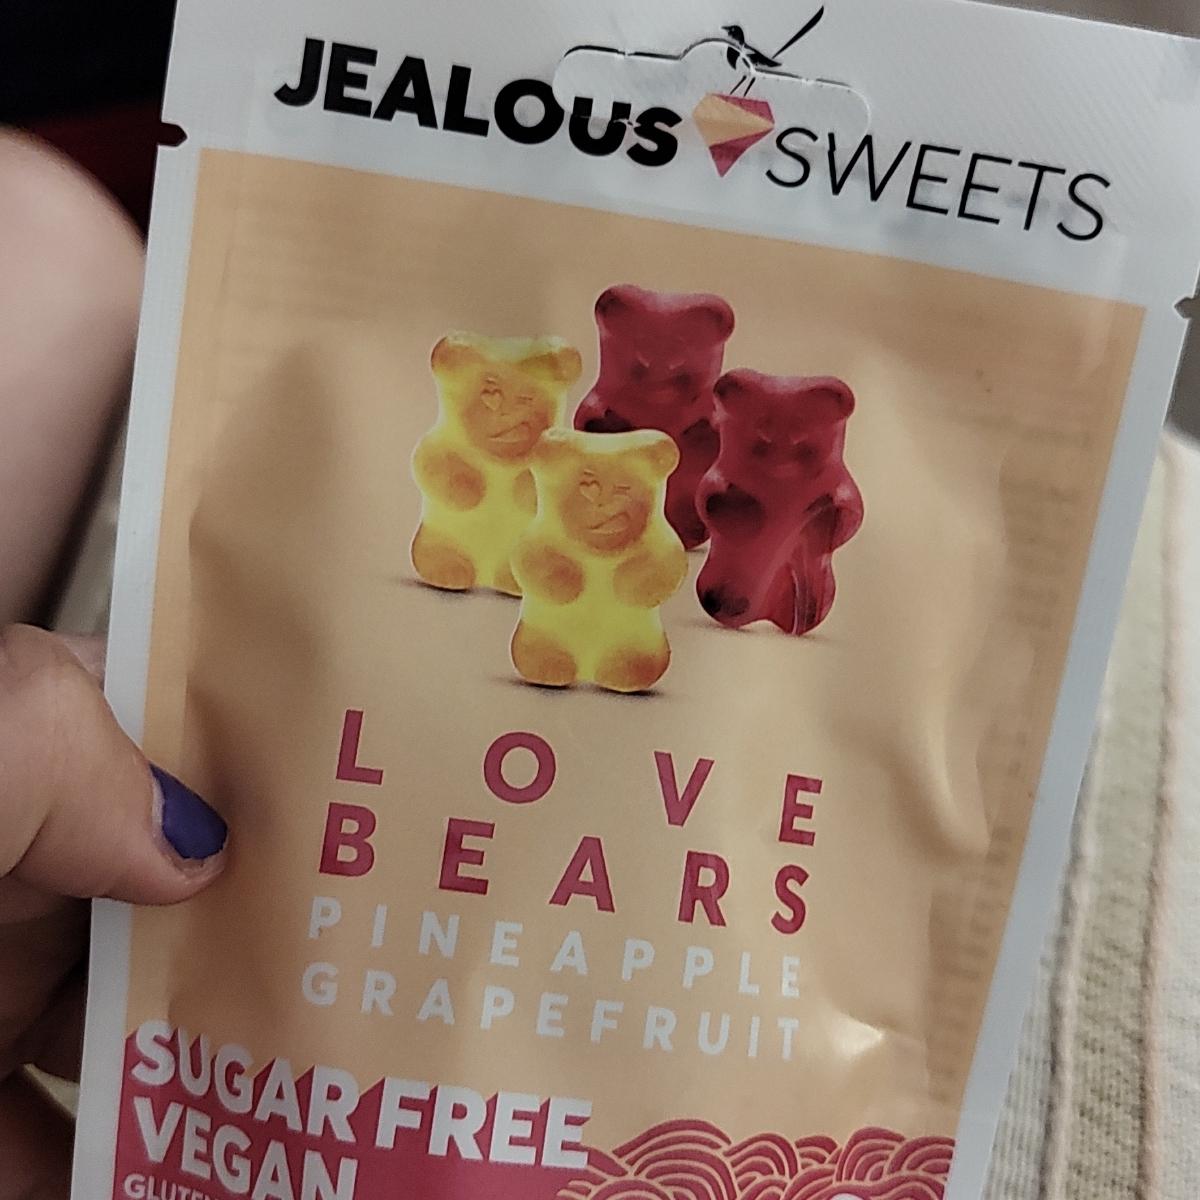 JEALOUS SWEETS
LOVE
BEARS
PINEAPPLE
GRAPEFRUIT
SUGAR FREE
VEGAN